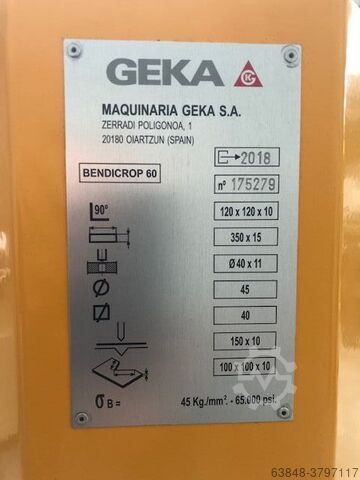 GEKA GK
MAQUINARIA GEKA S.A.
ZERRADI POLIGONOA, 1
20180 OIARTZUN (SPAIN)
2018
BENDICROP 60
nº 175279
90° 120 x 120 x 10
350 x 15
Ø 40 x 11
45
40
150 x 10
100 x 100 x 10
σ B = 45 Kg./mm². - 65.000 psi.
63848-3797117